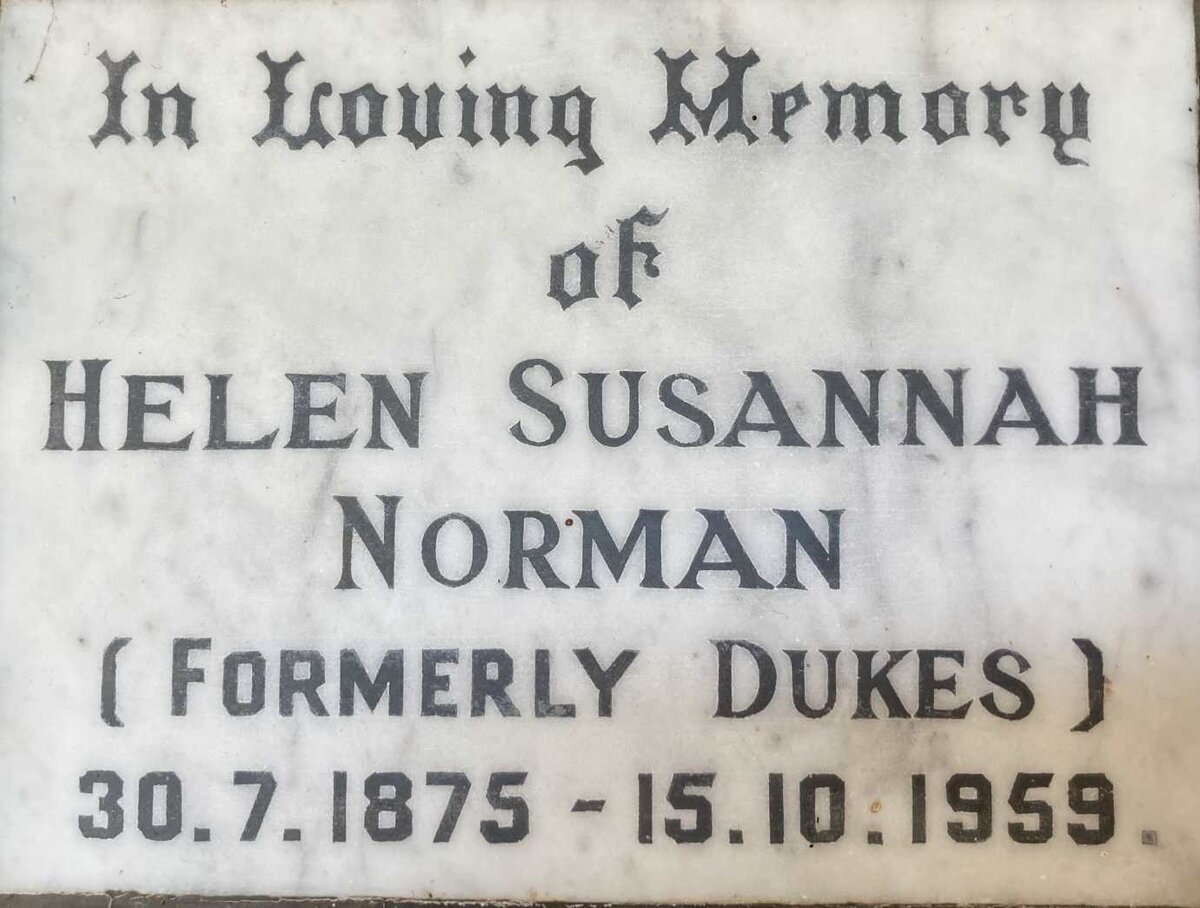 In Loving Memory
of
HELEN SUSANNAH
NORMAN
( FORMERLY DUKES )
30.7.1875 - 15.10.1959.